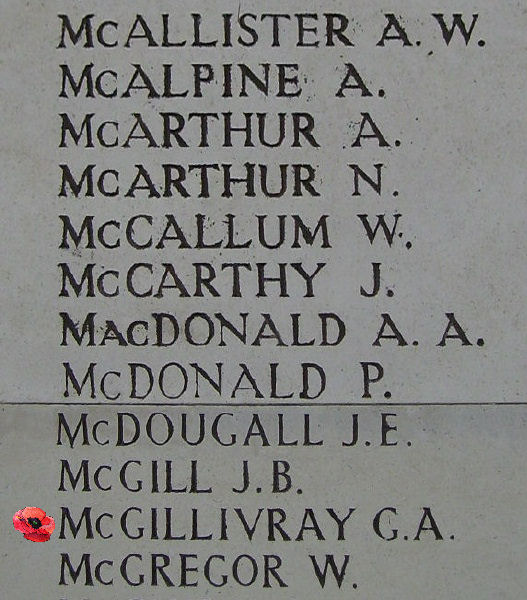 McALLISTER A. W.
McALPINE A.
McARTHUR A.
McARTHUR N.
McCALLUM W.
McCARTHY J.
MacDONALD A. A.
McDONALD P.
McDOUGALL J.E.
McGILL J.B.
McGILLIVRAY G.A.
McGREGOR W.